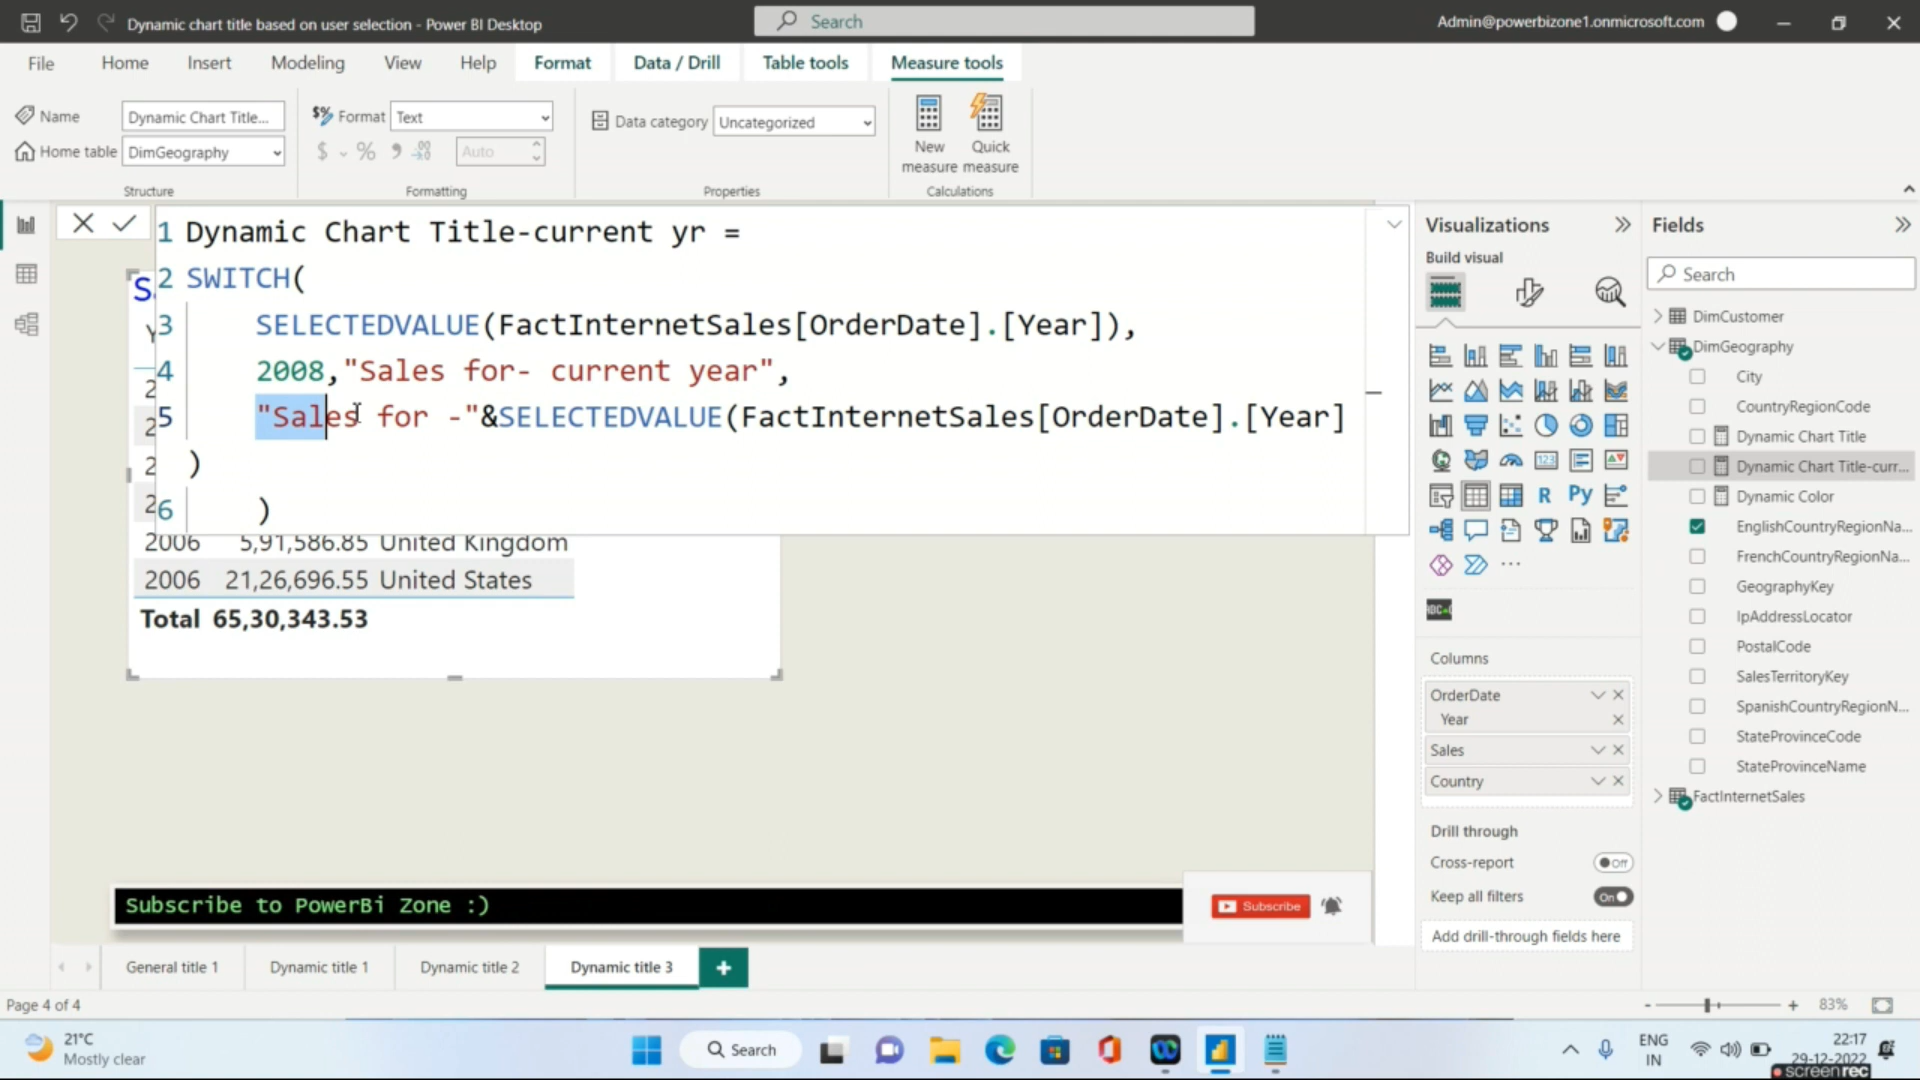 Dynamic chart title based on user selection - Power BI Desktop
Search
Admin@powerbizone1.onmicrosoft.com
File
Home
Insert
Modeling
View
Help
Format
Data / Drill
Table tools
Measure tools
Name
Dynamic Chart Title...
Home table
DimGeography
Structure
Format
Text
$
%
Auto
Formatting
Data category
Uncategorized
Properties
New measure
Quick measure
Calculations
1 Dynamic Chart Title-current yr =
2 SWITCH(
3 SELECTEDVALUE(FactInternetSales[OrderDate].[Year]),
4 2008,"Sales for- current year",
5 "Sales for -"&SELECTEDVALUE(FactInternetSales[OrderDate].[Year]
)
6 )
2006 5,91,586.85 United Kingdom
2006 21,26,696.55 United States
Total 65,30,343.53
Subscribe to PowerBi Zone :)
Subscribe
Visualizations
Build visual
123
R
Py
Columns
OrderDate
Year
Sales
Country
Drill through
Cross-report
Off
Keep all filters
On
Add drill-through fields here
Fields
Search
DimCustomer
DimGeography
City
CountryRegionCode
Dynamic Chart Title
Dynamic Chart Title-curr...
Dynamic Color
EnglishCountryRegionNa...
FrenchCountryRegionNa...
GeographyKey
IpAddressLocator
PostalCode
SalesTerritoryKey
SpanishCountryRegionN...
StateProvinceCode
StateProvinceName
FactInternetSales
General title 1
Dynamic title 1
Dynamic title 2
Dynamic title 3
+
Page 4 of 4
- + 83%
21°C
Mostly clear
Search
ENG
IN
22:17
29-12-2022
screenrec